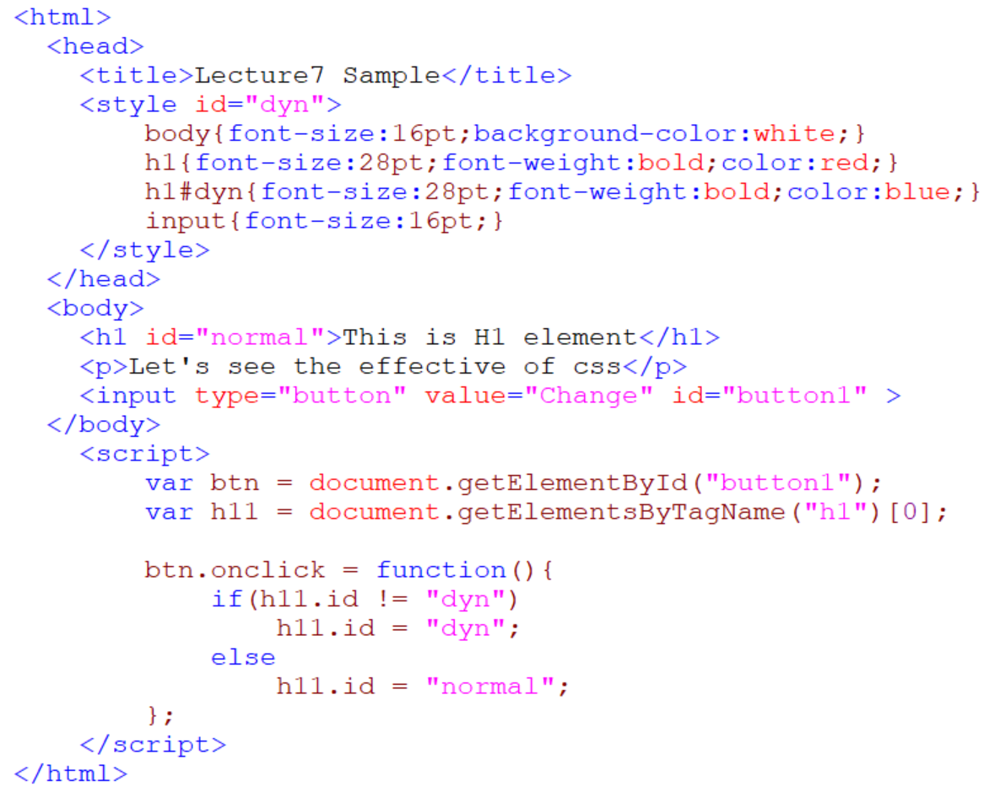 <html>
<head>
<title>Lecture7 Sample</title>
<style id="dyn">
body{font-size:16pt;background-color:white;}
h1{font-size:28pt;font-weight:bold;color:red;}
h1#dyn{font-size:28pt;font-weight:bold;color:blue;}
input{font-size:16pt;}
</style>
</head>
<body>
<h1 id="normal">This is H1 element</h1>
<p>Let's see the effective of css</p>
<input type="button" value="Change" id="button1" >
</body>
<script>
var btn = document.getElementById("button1");
var h11 = document.getElementsByTagName("h1")[0];
btn.onclick = function(){
if(h11.id != "dyn")
h11.id = "dyn";
else
h11.id = "normal";
};
</script>
</html>